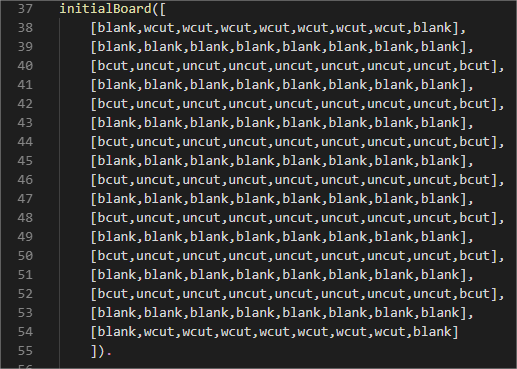 37 initialBoard([
38 [blank,wcut,wcut,wcut,wcut,wcut,wcut,wcut,blank],
39 [blank,blank,blank,blank,blank,blank,blank,blank],
40 [bcut,uncut,uncut,uncut,uncut,uncut,uncut,uncut,bcut],
41 [blank,blank,blank,blank,blank,blank,blank,blank],
42 [bcut,uncut,uncut,uncut,uncut,uncut,uncut,uncut,bcut],
43 [blank,blank,blank,blank,blank,blank,blank,blank],
44 [bcut,uncut,uncut,uncut,uncut,uncut,uncut,uncut,bcut],
45 [blank,blank,blank,blank,blank,blank,blank,blank],
46 [bcut,uncut,uncut,uncut,uncut,uncut,uncut,uncut,bcut],
47 [blank,blank,blank,blank,blank,blank,blank,blank],
48 [bcut,uncut,uncut,uncut,uncut,uncut,uncut,uncut,bcut],
49 [blank,blank,blank,blank,blank,blank,blank,blank],
50 [bcut,uncut,uncut,uncut,uncut,uncut,uncut,uncut,bcut],
51 [blank,blank,blank,blank,blank,blank,blank,blank],
52 [bcut,uncut,uncut,uncut,uncut,uncut,uncut,uncut,bcut],
53 [blank,blank,blank,blank,blank,blank,blank,blank],
54 [blank,wcut,wcut,wcut,wcut,wcut,wcut,wcut,blank]
55 ]).